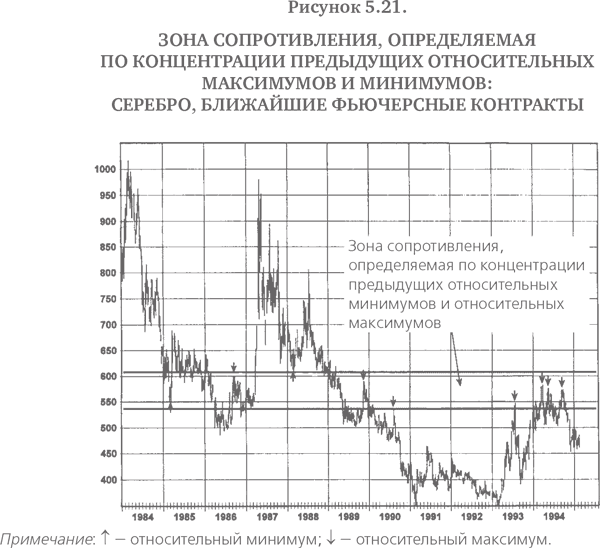 Рисунок 5.21.
ЗОНА СОПРОТИВЛЕНИЯ, ОПРЕДЕЛЯЕМАЯ
ПО КОНЦЕНТРАЦИИ ПРЕДЫДУЩИХ ОТНОСИТЕЛЬНЫХ
МАКСИМУМОВ И МИНИМУМОВ:
СЕРЕБРО, БЛИЖАЙШИЕ ФЬЮЧЕРСНЫЕ КОНТРАКТЫ
1000
950
900
850
800
750
700
650
600
550
500
450
400
Зона сопротивления,
определяемая по концентрации
предыдущих относительных
минимумов и относительных
максимумов
1984 1985 1986 1987 1988 1989 1990 1991 1992 1993 1994
Примечание: ↑ – относительный минимум; ↓ – относительный максимум.